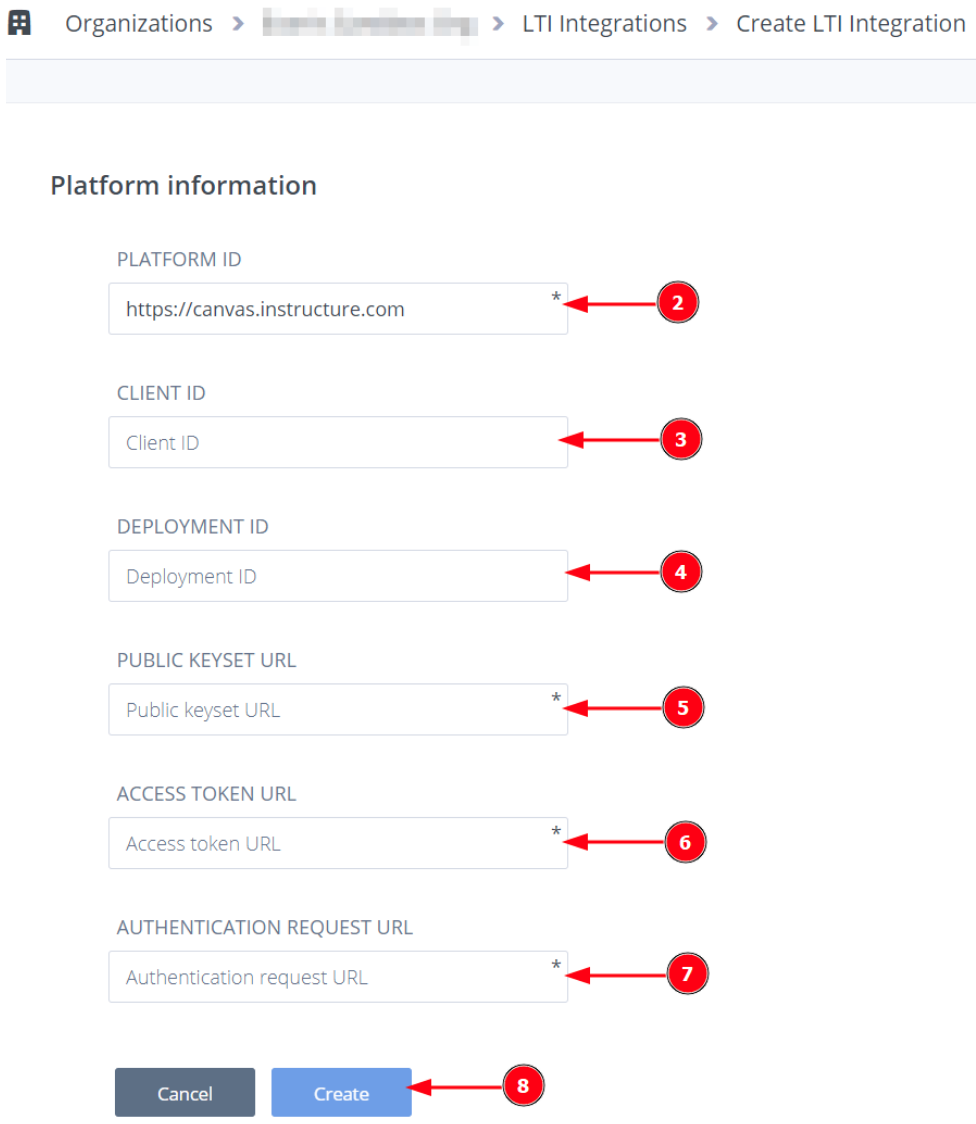 Organizations > > LTI Integrations > Create LTI Integration
Platform information
PLATFORM ID
https://canvas.instructure.com * 2
CLIENT ID
Client ID 3
DEPLOYMENT ID
Deployment ID 4
PUBLIC KEYSET URL
Public keyset URL * 5
ACCESS TOKEN URL
Access token URL * 6
AUTHENTICATION REQUEST URL
Authentication request URL * 7
Cancel Create 8